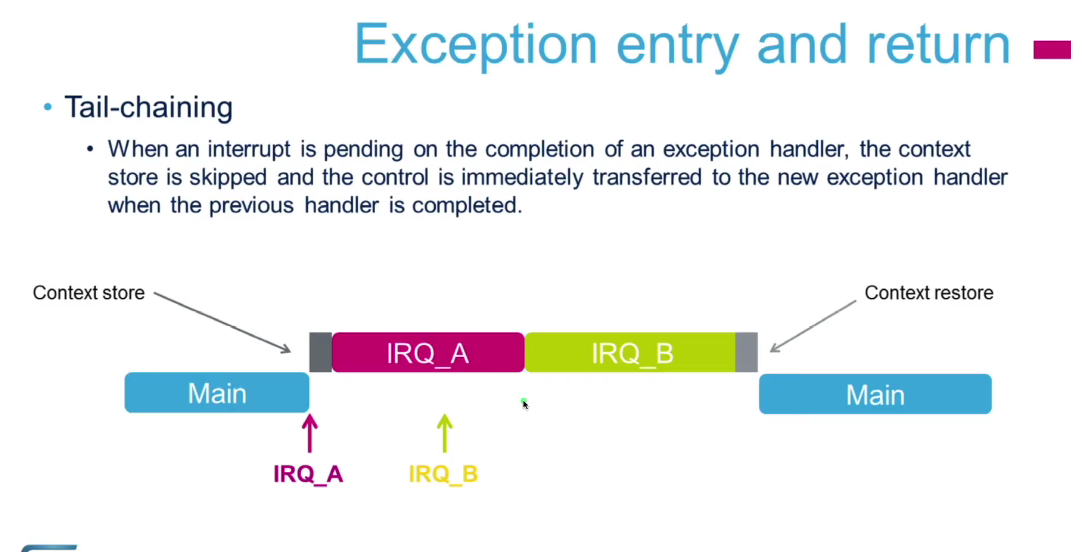 Exception entry and return
• Tail-chaining
• When an interrupt is pending on the completion of an exception handler, the context
store is skipped and the control is immediately transferred to the new exception handler
when the previous handler is completed.
Context store
Context restore
IRQ_A
IRQ_B
Main
Main
IRQ_A
IRQ_B